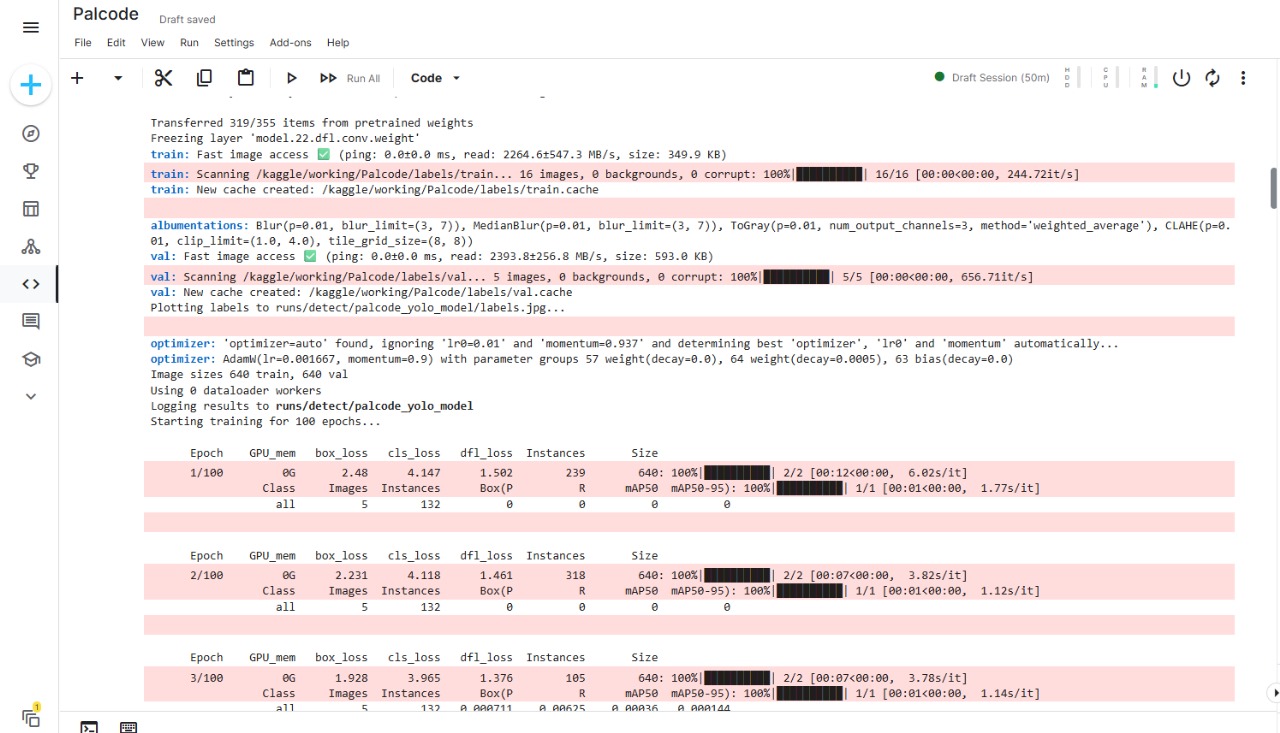 Palcode Draft saved
File Edit View Run Settings Add-ons Help
Run All Code Draft Session (50m) HDD CPU RAM
Transferred 319/355 items from pretrained weights
Freezing layer 'model.22.dfl.conv.weight'
train: Fast image access ✅ (ping: 0.0±0.0 ms, read: 2264.6±547.3 MB/s, size: 349.9 KB)
train: Scanning /kaggle/working/Palcode/labels/train... 16 images, 0 backgrounds, 0 corrupt: 100%|██████████| 16/16 [00:00<00:00, 244.72it/s]
train: New cache created: /kaggle/working/Palcode/labels/train.cache
albumentations: Blur(p=0.01, blur_limit=(3, 7)), MedianBlur(p=0.01, blur_limit=(3, 7)), ToGray(p=0.01, num_output_channels=3, method='weighted_average'), CLAHE(p=0.
01, clip_limit=(1.0, 4.0), tile_grid_size=(8, 8))
val: Fast image access ✅ (ping: 0.0±0.0 ms, read: 2393.8±256.8 MB/s, size: 593.0 KB)
val: Scanning /kaggle/working/Palcode/labels/val... 5 images, 0 backgrounds, 0 corrupt: 100%|██████████| 5/5 [00:00<00:00, 656.71it/s]
val: New cache created: /kaggle/working/Palcode/labels/val.cache
Plotting labels to runs/detect/palcode_yolo_model/labels.jpg...
optimizer: 'optimizer=auto' found, ignoring 'lr0=0.01' and 'momentum=0.937' and determining best 'optimizer', 'lr0' and 'momentum' automatically...
optimizer: AdamW(lr=0.001667, momentum=0.9) with parameter groups 57 weight(decay=0.0), 64 weight(decay=0.0005), 63 bias(decay=0.0)
Image sizes 640 train, 640 val
Using 0 dataloader workers
Logging results to runs/detect/palcode_yolo_model
Starting training for 100 epochs...
Epoch GPU_mem box_loss cls_loss dfl_loss Instances Size
1/100 0G 2.48 4.147 1.502 239 640: 100%|██████████| 2/2 [00:12<00:00, 6.02s/it]
Class Images Instances Box(P R mAP50 mAP50-95): 100%|██████████| 1/1 [00:01<00:00, 1.77s/it]
all 5 132 0 0 0 0
Epoch GPU_mem box_loss cls_loss dfl_loss Instances Size
2/100 0G 2.231 4.118 1.461 318 640: 100%|██████████| 2/2 [00:07<00:00, 3.82s/it]
Class Images Instances Box(P R mAP50 mAP50-95): 100%|██████████| 1/1 [00:01<00:00, 1.12s/it]
all 5 132 0 0 0 0
Epoch GPU_mem box_loss cls_loss dfl_loss Instances Size
3/100 0G 1.928 3.965 1.376 105 640: 100%|██████████| 2/2 [00:07<00:00, 3.78s/it]
Class Images Instances Box(P R mAP50 mAP50-95): 100%|██████████| 1/1 [00:01<00:00, 1.14s/it]
all 5 132 0.000711 0.00625 0.00036 0.000144
1